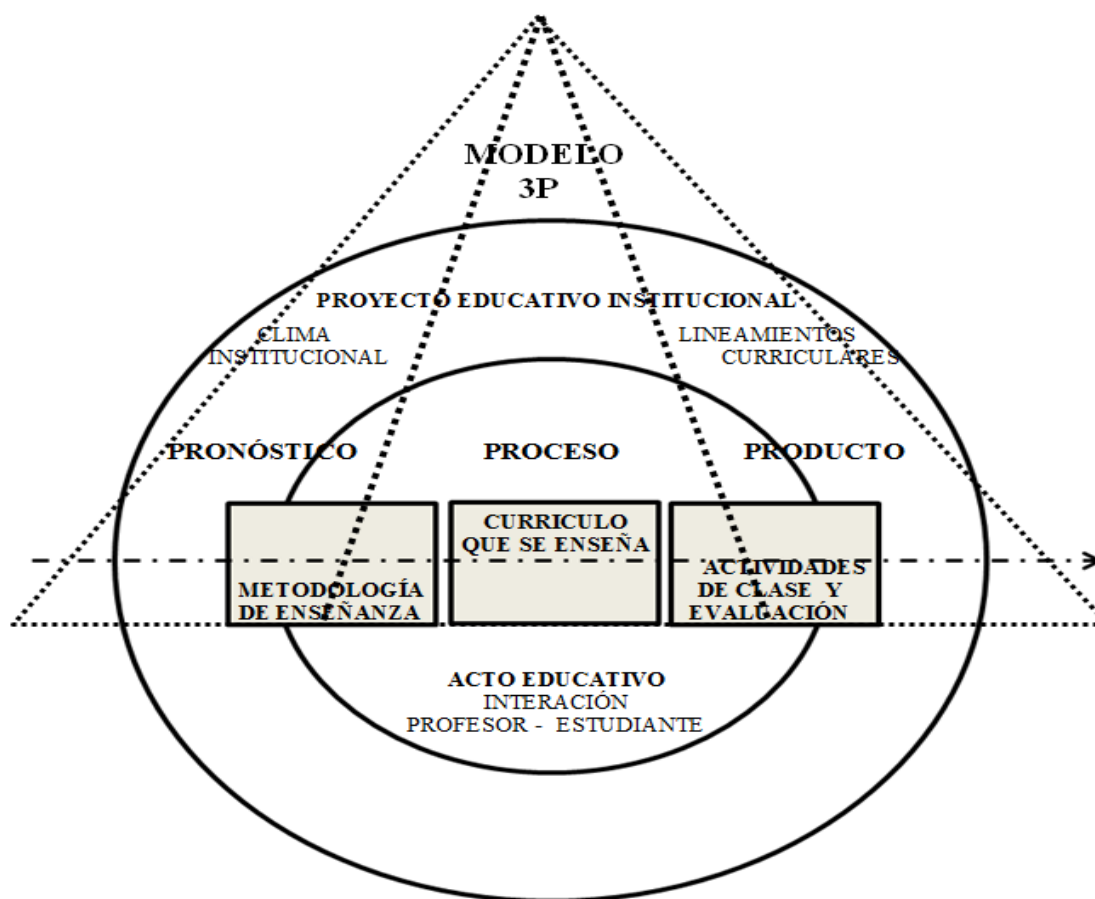 MODELO
3P
PROYECTO EDUCATIVO INSTITUCIONAL
CLIMA
INSTITUCIONAL
LINEAMIENTOS
CURRICULARES
PRONÓSTICO
PROCESO
PRODUCTO
METODOLOGÍA
DE ENSEÑANZA
CURRICULO
QUE SE ENSEÑA
ACTIVIDADES
DE CLASE Y
EVALUACIÓN
ACTO EDUCATIVO
INTERACIÓN
PROFESOR - ESTUDIANTE